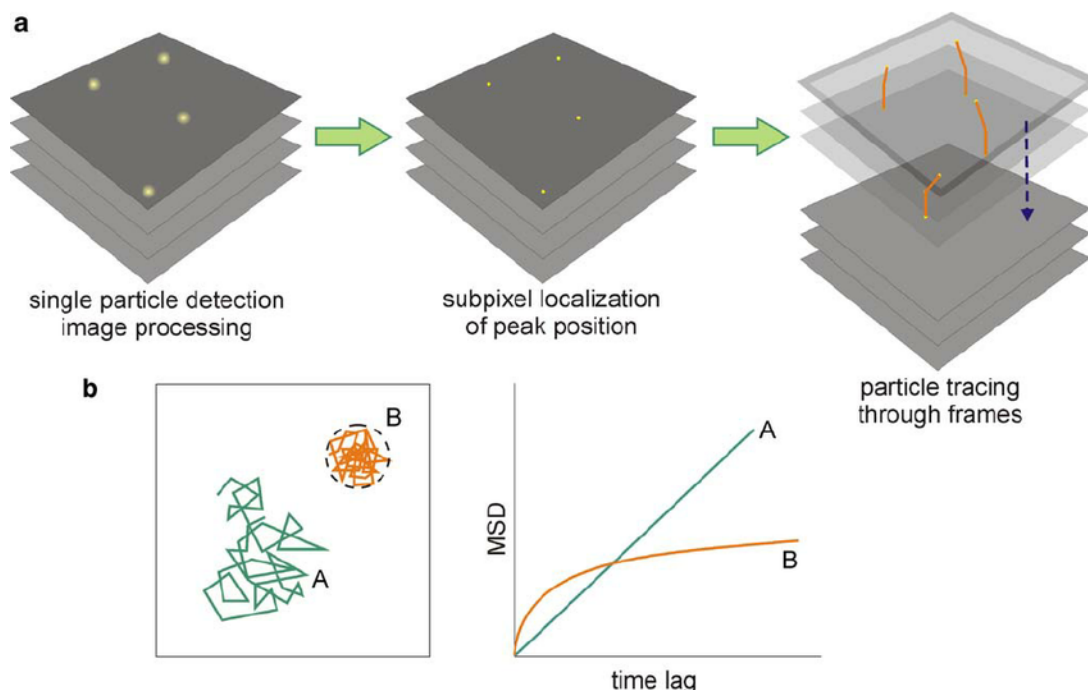 a
single particle detection
image processing
subpixel localization
of peak position
particle tracing
through frames
b
B
A
MSD
A
B
time lag